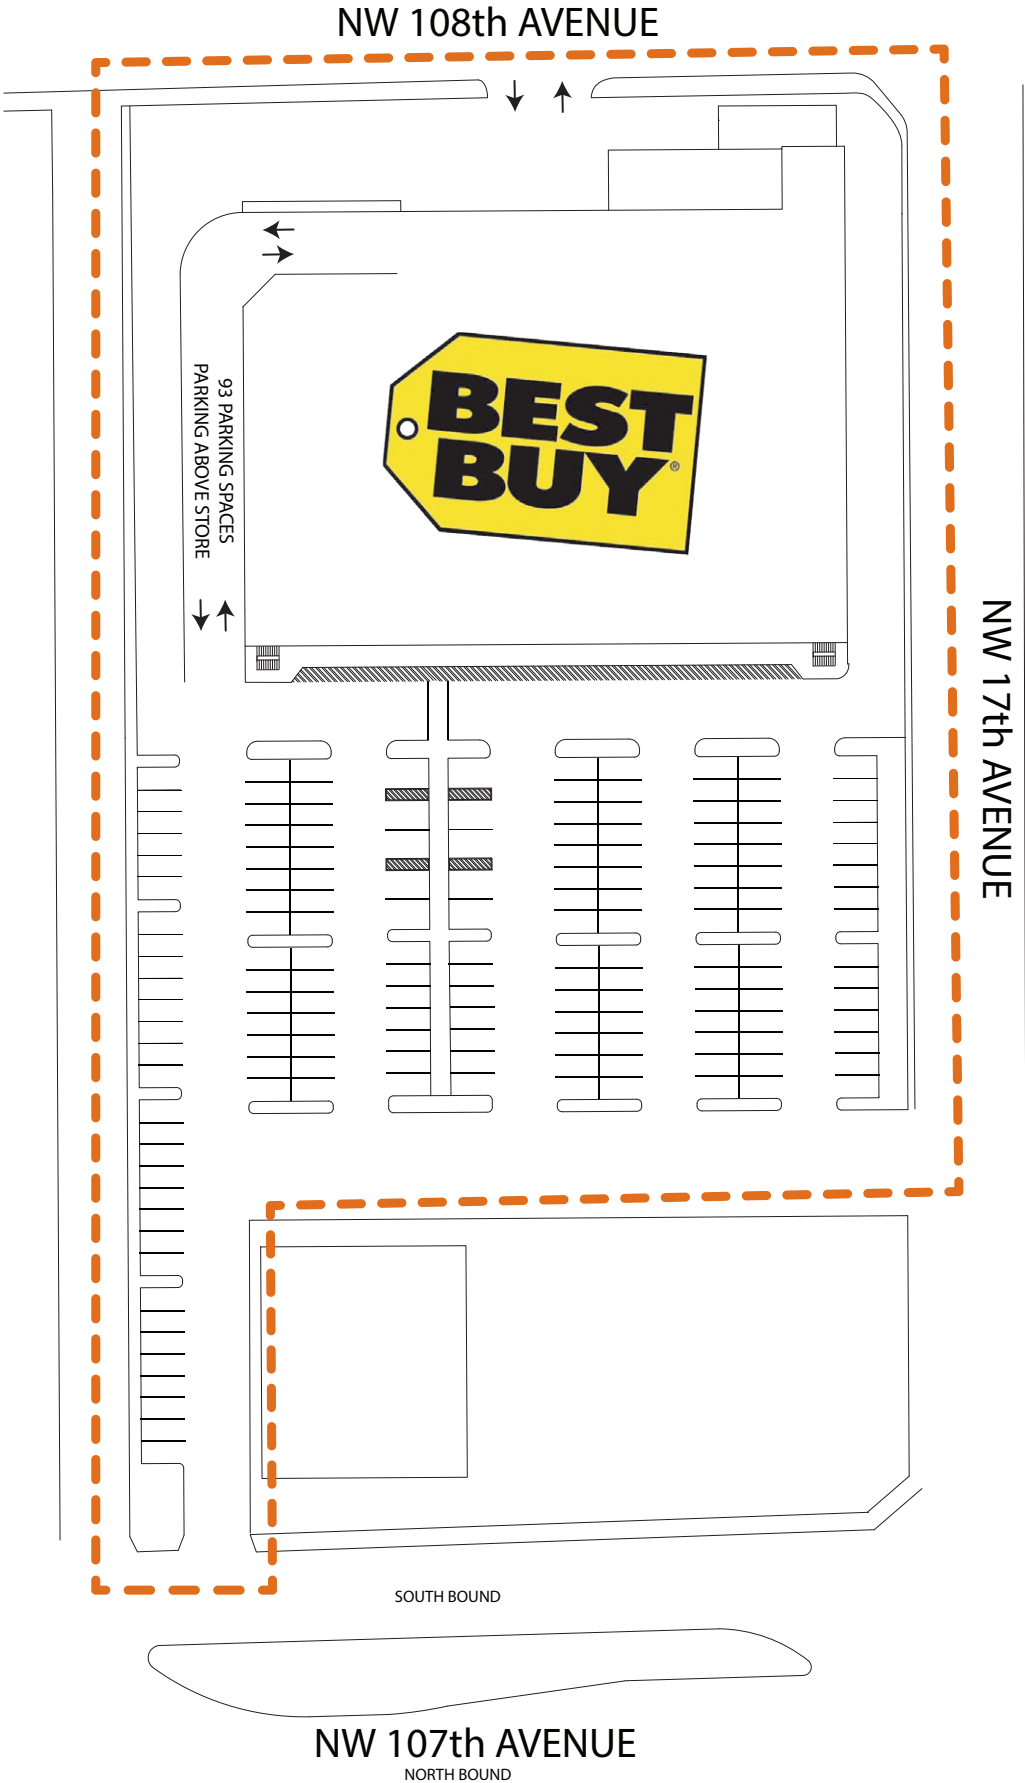 NW 108th AVENUE
93 PARKING SPACES
PARKING ABOVE STORE
BEST
BUY®
NW 17th AVENUE
SOUTH BOUND
NW 107th AVENUE
NORTH BOUND